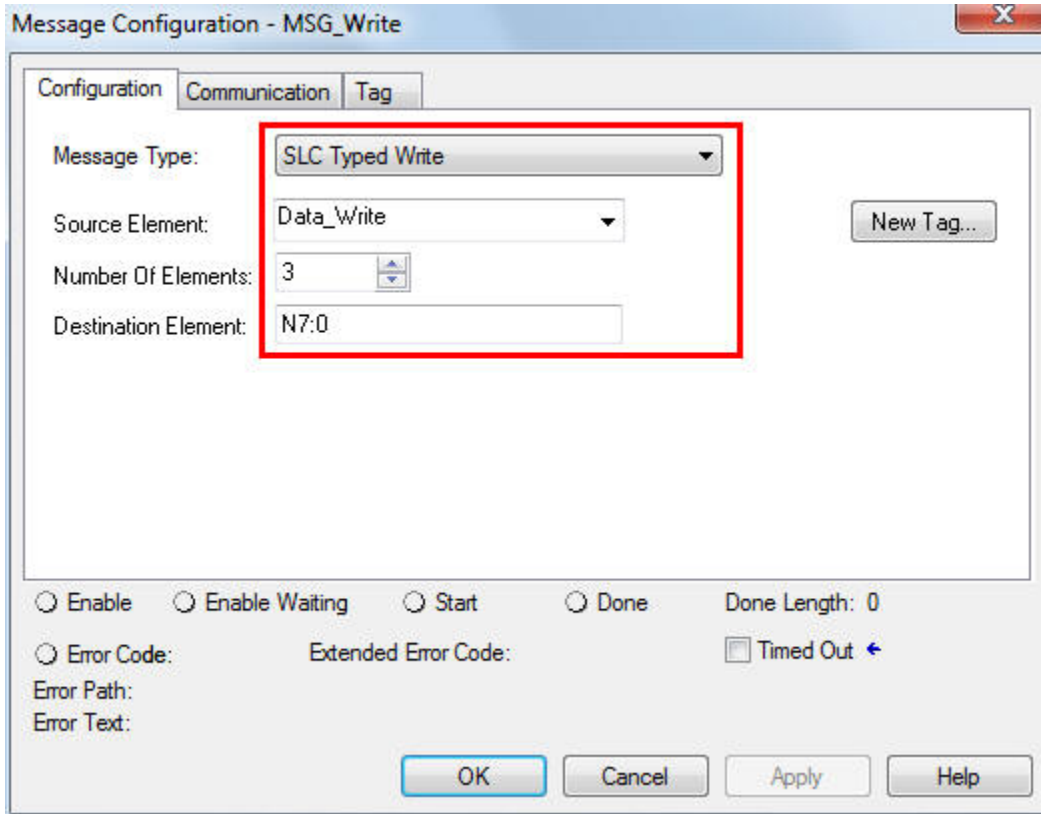 Message Configuration - MSG_Write
Configuration Communication Tag
Message Type: SLC Typed Write
Source Element: Data_Write New Tag...
Number Of Elements: 3
Destination Element: N7:0
Enable Enable Waiting Start Done Done Length: 0
Error Code: Extended Error Code: Timed Out
Error Path:
Error Text:
OK Cancel Apply Help